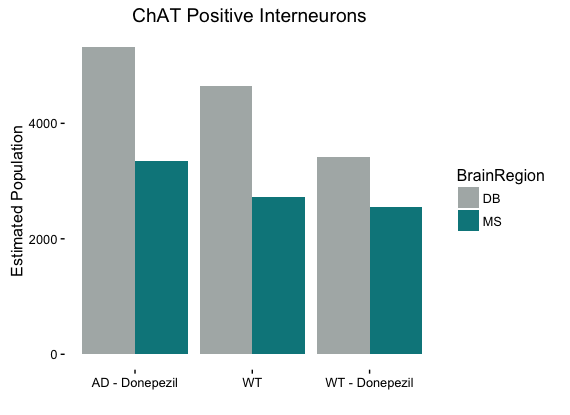 ChAT Positive Interneurons
Estimated Population
4000
2000
0
AD - Donepezil
WT
WT - Donepezil
BrainRegion
DB
MS